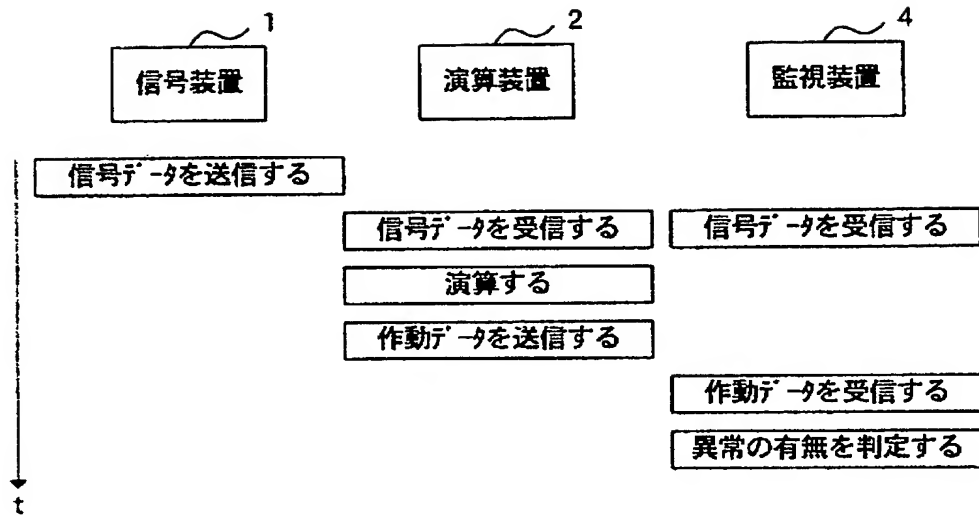 1
2
4
信号装置
演算装置
監視装置
信号ﾃﾞｰﾀを送信する
信号ﾃﾞｰﾀを受信する
信号ﾃﾞｰﾀを受信する
演算する
作動ﾃﾞｰﾀを送信する
作動ﾃﾞｰﾀを受信する
異常の有無を判定する
t